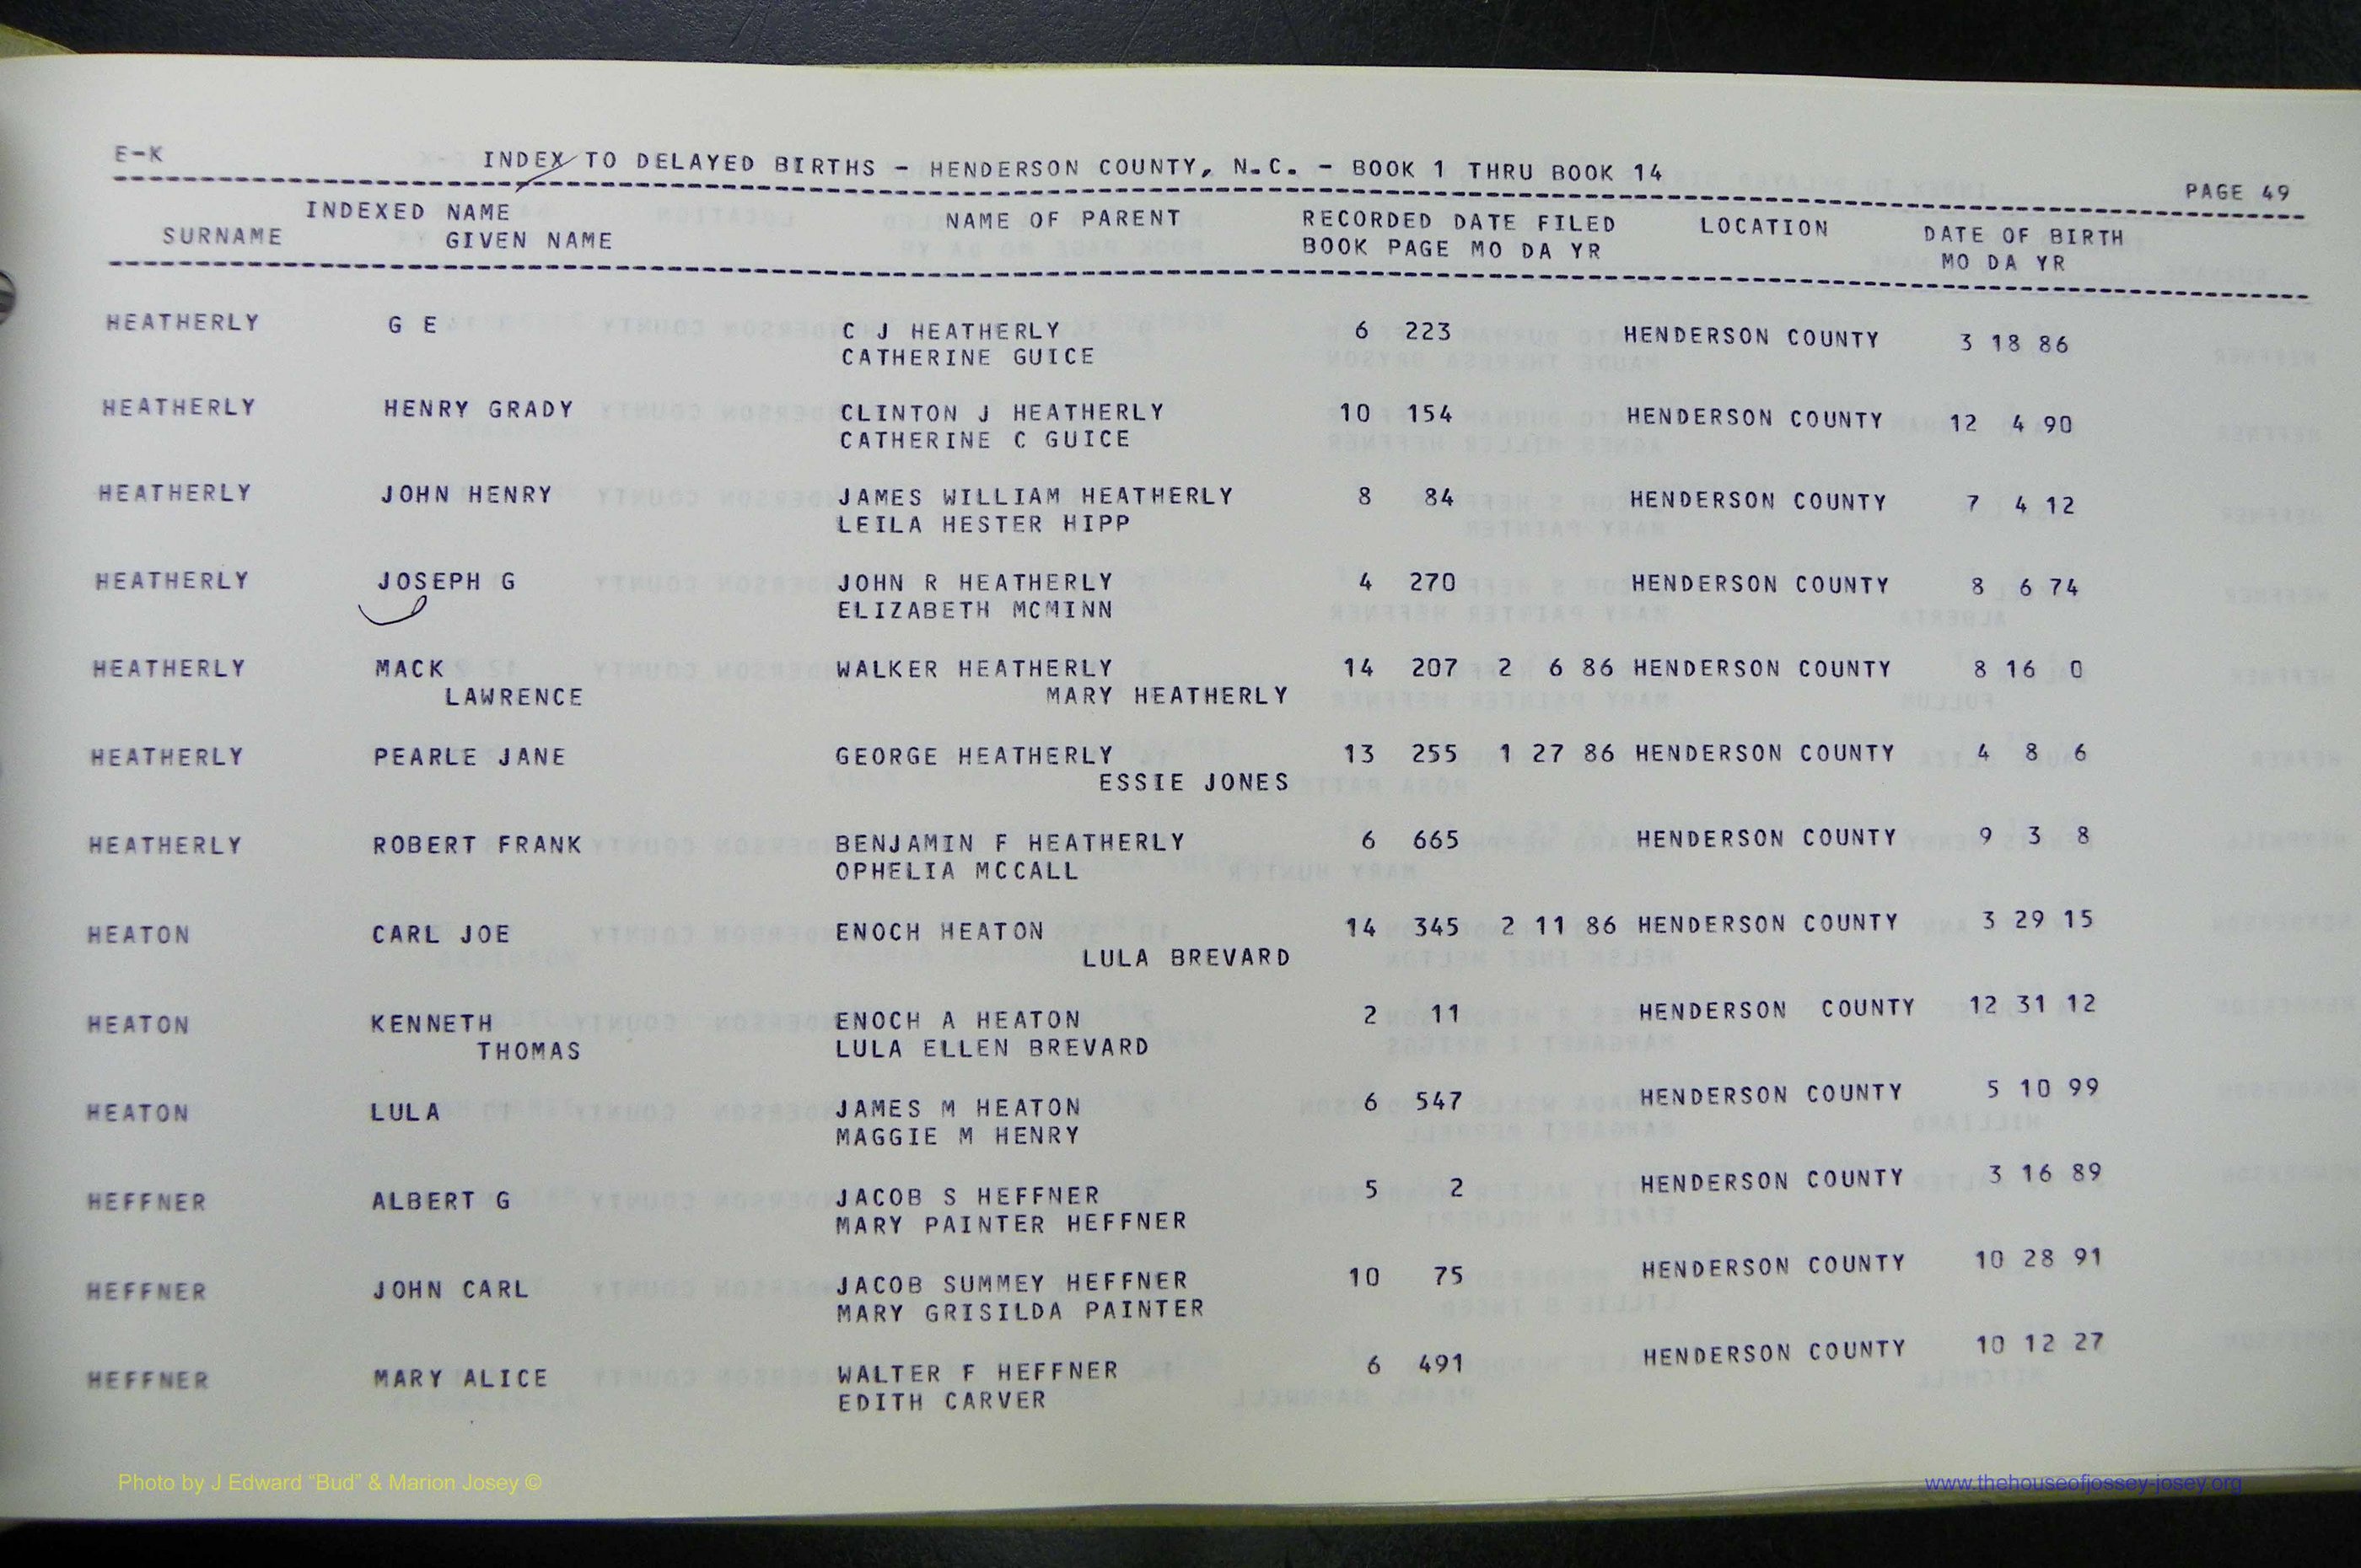 E-K
INDEX TO DELAYED BIRTHS - HENDERSON COUNTY, N.C. - BOOK 1 THRU BOOK 14
PAGE 49
INDEXED NAME NAME OF PARENT RECORDED DATE FILED LOCATION DATE OF BIRTH
SURNAME GIVEN NAME BOOK PAGE MO DA YR MO DA YR
HEATHERLY G E C J HEATHERLY 6 223 HENDERSON COUNTY 3 18 86
CATHERINE GUICE
HEATHERLY HENRY GRADY CLINTON J HEATHERLY 10 154 HENDERSON COUNTY 12 4 90
CATHERINE C GUICE
HEATHERLY JOHN HENRY JAMES WILLIAM HEATHERLY 8 84 HENDERSON COUNTY 7 4 12
LEILA HESTER HIPP
HEATHERLY JOSEPH G JOHN R HEATHERLY 4 270 HENDERSON COUNTY 8 6 74
ELIZABETH MCMINN
HEATHERLY MACK WALKER HEATHERLY 14 207 2 6 86 HENDERSON COUNTY 8 16 0
LAWRENCE MARY HEATHERLY
HEATHERLY PEARLE JANE GEORGE HEATHERLY 13 255 1 27 86 HENDERSON COUNTY 4 8 6
ESSIE JONES
HEATHERLY ROBERT FRANK BENJAMIN F HEATHERLY 6 665 HENDERSON COUNTY 9 3 8
OPHELIA MCCALL
HEATON CARL JOE ENOCH HEATON 14 345 2 11 86 HENDERSON COUNTY 3 29 15
LULA BREVARD
HEATON KENNETH ENOCH A HEATON 2 11 HENDERSON COUNTY 12 31 12
THOMAS LULA ELLEN BREVARD
HEATON LULA JAMES M HEATON 6 547 HENDERSON COUNTY 5 10 99
MAGGIE M HENRY
HEFFNER ALBERT G JACOB S HEFFNER 5 2 HENDERSON COUNTY 3 16 89
MARY PAINTER HEFFNER
HEFFNER JOHN CARL JACOB SUMMEY HEFFNER 10 75 HENDERSON COUNTY 10 28 91
MARY GRISILDA PAINTER
HEFFNER MARY ALICE WALTER F HEFFNER 6 491 HENDERSON COUNTY 10 12 27
EDITH CARVER
Photo by J Edward “Bud” & Marion Josey ©
www.thehouseofjossey-josey.org